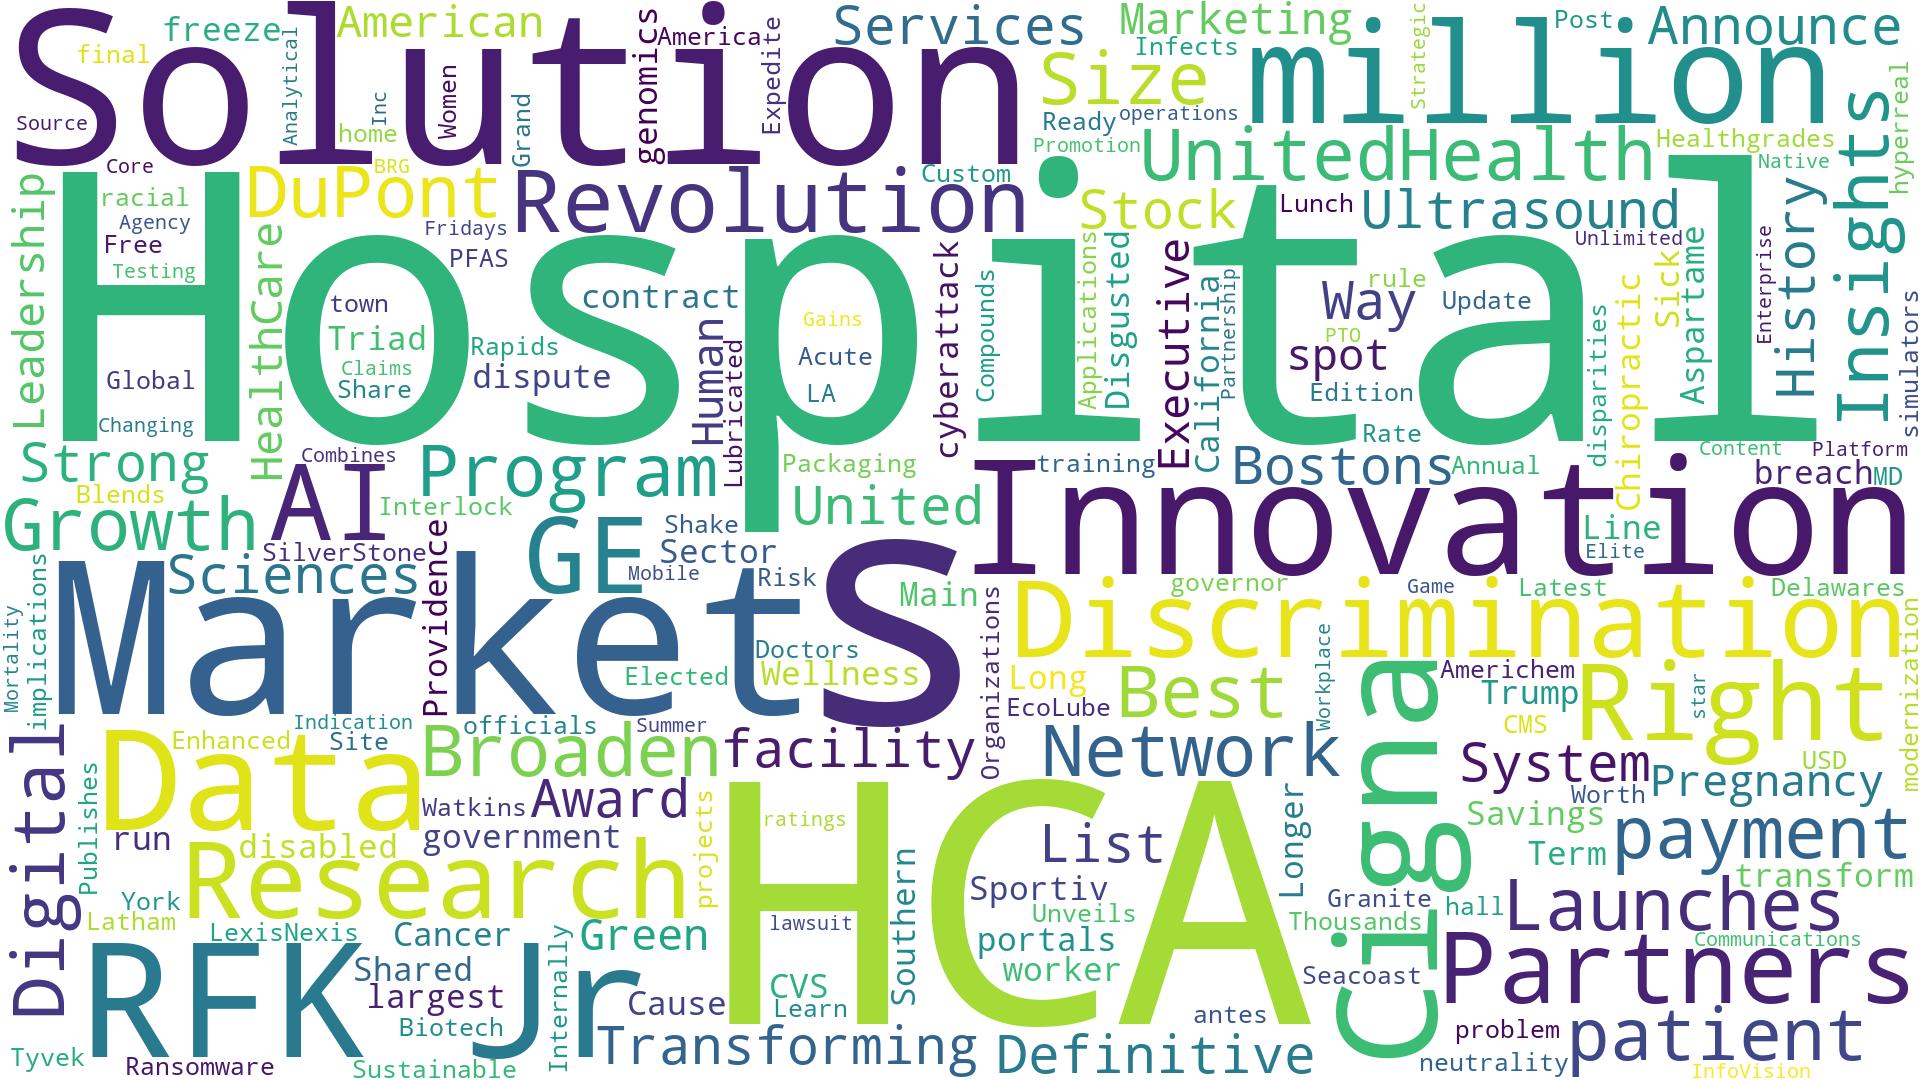 Solution
final
freeze
American
Analytical
Source
Inc
home
Women
Grand
genomics
America
Expedite
Services
Marketing
Infects
Size
Ready
operations
Promotion
Strategic
Post
million
Announce
UnitedHealth
Healthgrades
Native
Insights
hyperreal
Core
BRG
racial
Agency
Free
Testing
DuPont
Revolution
Custom
Stock
Lunch
Ultrasound
Unlimited
Leadership
HealthCare
Fridays
PFAS
Hospital
town
Triad
Claims
Share
Global
Changing
contract
Rapids
dispute
Human
Lubricated
Gains
Acute
LA
cyberattack
Compounds
Applications
Disgusted
Executive
California
Partnership
Way
rule
PTO
spot
Update
Edition
Rate
disparities
Chiropractic
Sick
Aspartame
Enterprise
History
simulators
Strong
Blends
Growth
Combines
AI
Interlock
SilverStone
Program
Packaging
United
Shake
Sector
Mobile
Risk
training
Bostons
Annual
Content
Platform
breach
MD
Innovation
Line
Elite
Sciences
GE
Providence
Market
S
Main
Doctors
Wellness
Elected
Organizations
governor
Game
Latest
Delawares
Discrimination
modernization
Mortality
implications
Long
EcoLube
Best
Workplace
Americhem
Trump
CMS
Right
star
USD
Indication
Site
officials
Summer
Digital
Data
Enhanced
Broaden
facility
Network
Cigna
System
Pregnancy
Worth
Savings
Term
payment
transform
Publishes
run
disabled
Watkins
Award
government
projects
ratings
List
Longer
Research
York
Latham
LexisNexis
Cancer
Green
HCA
lawsuit
Southern
Sportiv
Unveils
portals
worker
Granite
Thousands
hall
Launches
Communications
RFK Jr
Shared
largest
Biotech
Internally
Cause
CVS
Learn
Seacoast
Partners
antes
problem
neutrality
patient
InfoVision
Tyvek
Ransomware
Sustainable
Transforming
Definitive